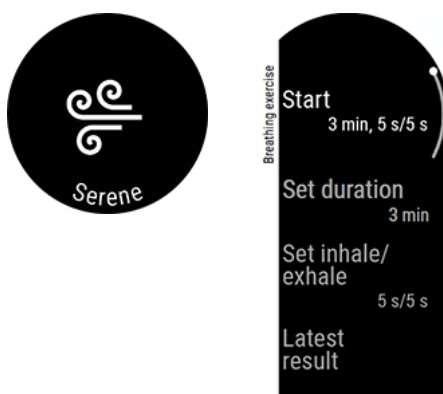 Serene
Breathing exercise
Start
3 min, 5 s/5 s
Set duration
3 min
Set inhale/
exhale
5 s/5 s
Latest
result